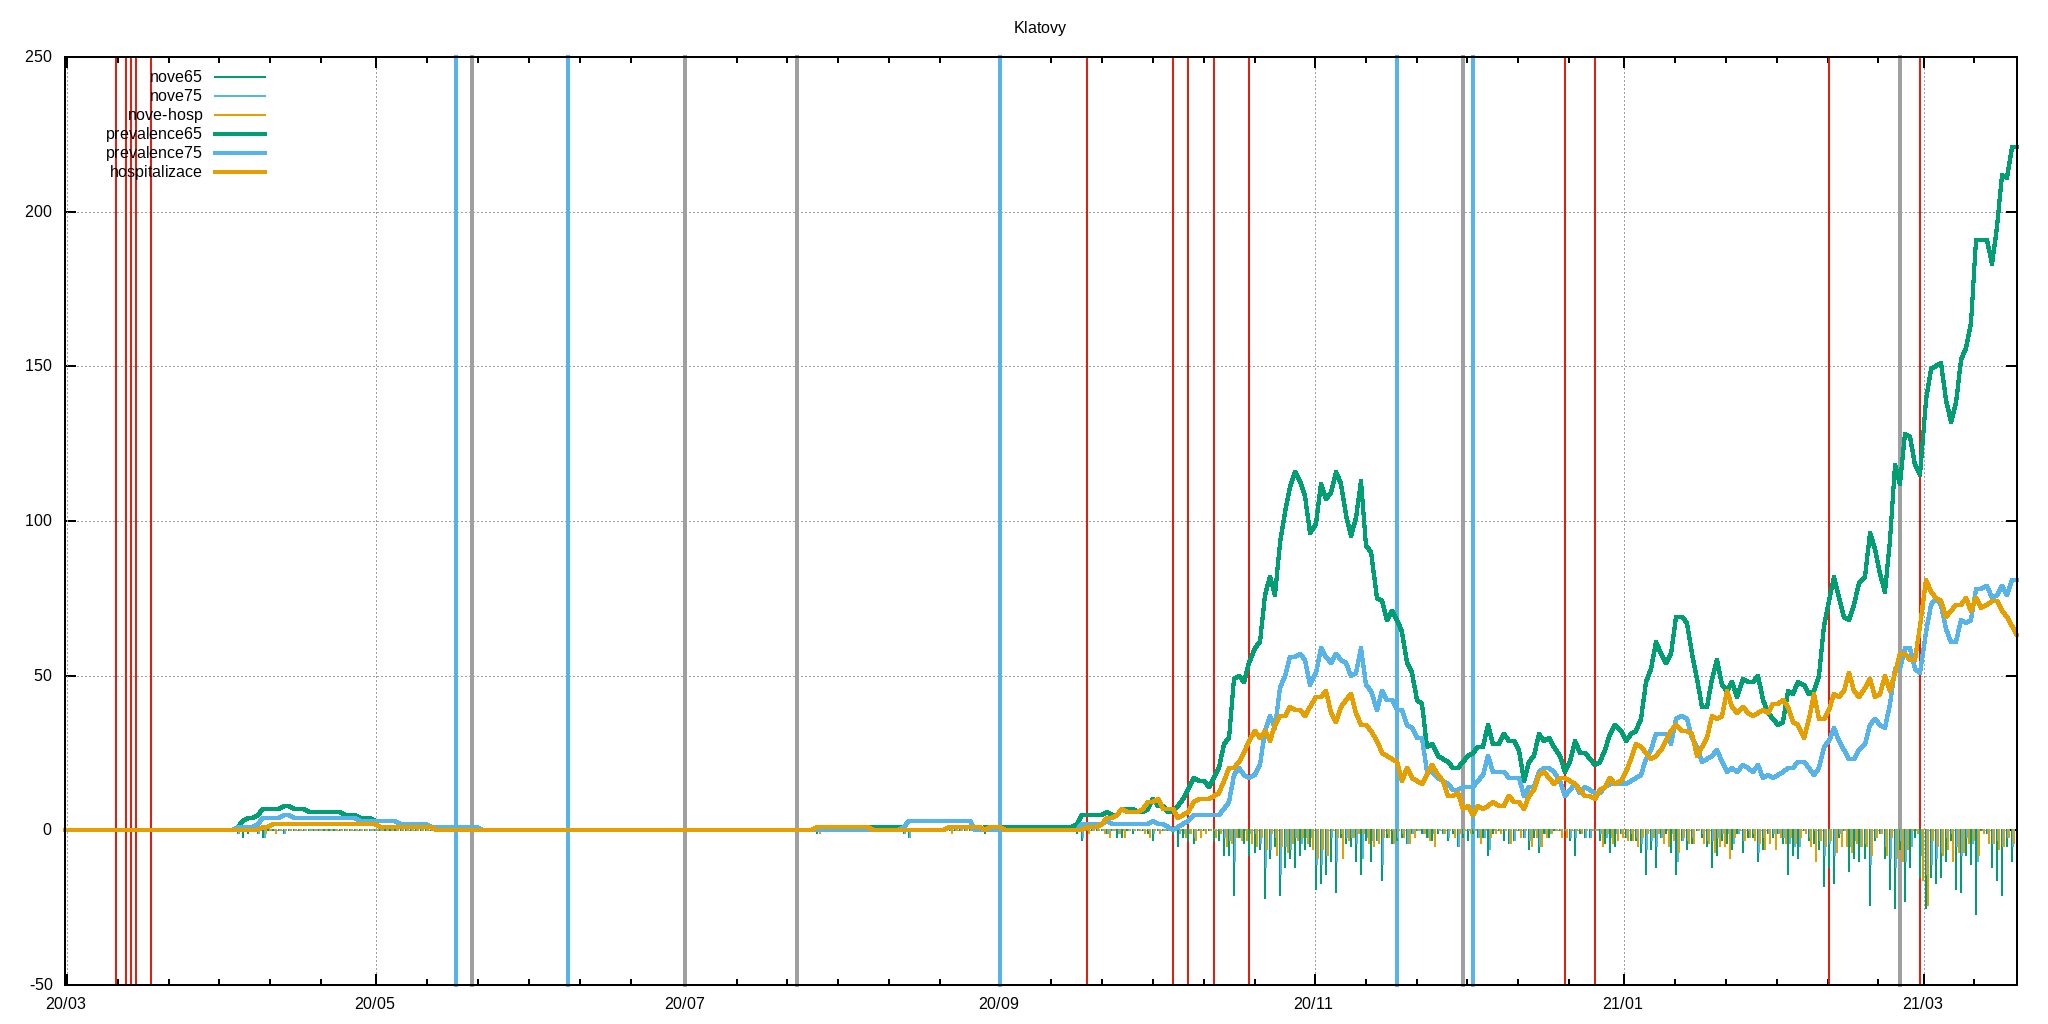 Klatovy
250
nove65
nove75
nove-hosp
prevalence65
prevalence75
hospitalizace
200
150
100
50
0
-50
20/03 20/05 20/07 20/09 20/11 21/01 21/03